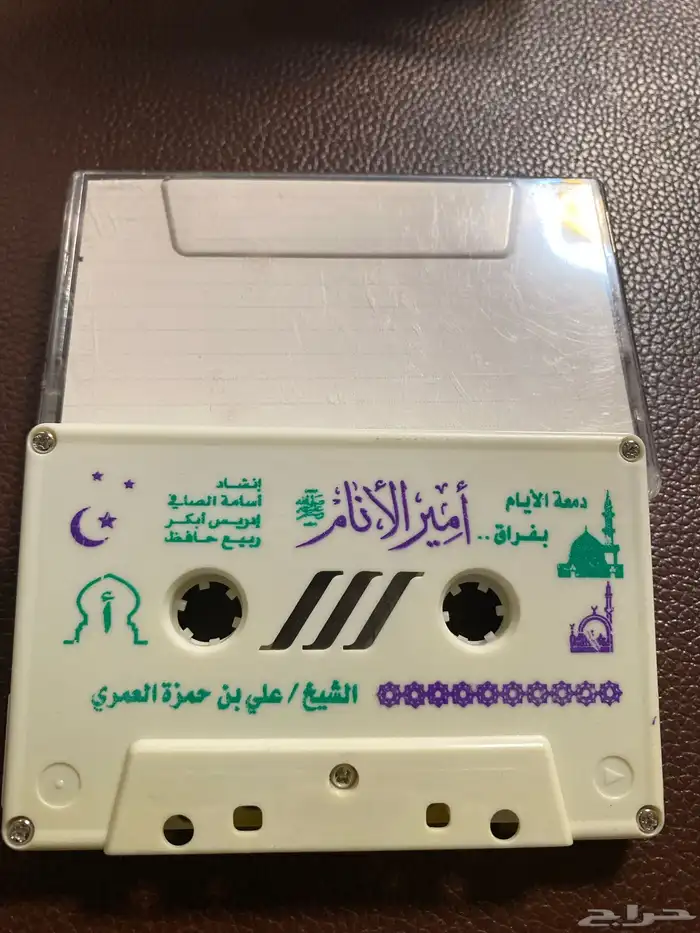 دمعة الأيام
بفراق..
أمير الأنام ﷺ
إنشاد
أسامة الصافي
إدريس أبكر
ربيع حافظ
أ
الشيخ / علي بن حمزة العمري
حراج